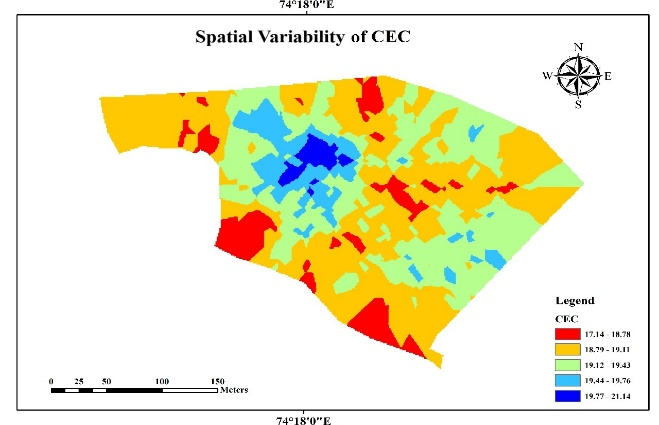 74°18'0"E
Spatial Variability of CEC
N
W E
S
Legend
CEC
17.14 - 18.78
18.79 - 19.11
19.12 - 19.43
19.44 - 19.76
19.77 - 21.14
0 25 50 100 150
Meters
74°18'0"E